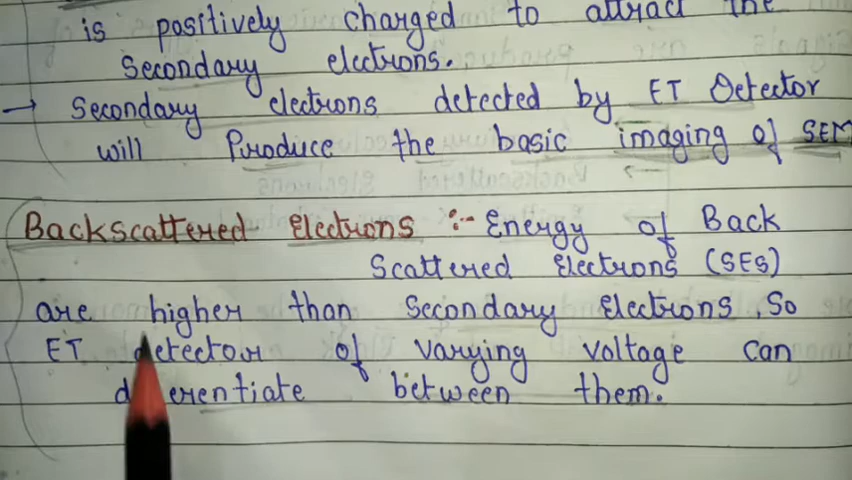 is positively charged to attract the
Secondary electrons.
→ Secondary electrons detected by ET Detector
will Produce the basic imaging of SEM
Backscattered Electrons :- Energy of Back
Scattered Electrons (SES)
are higher than Secondary Electrons, So
ET detector of varying voltage can
between them.